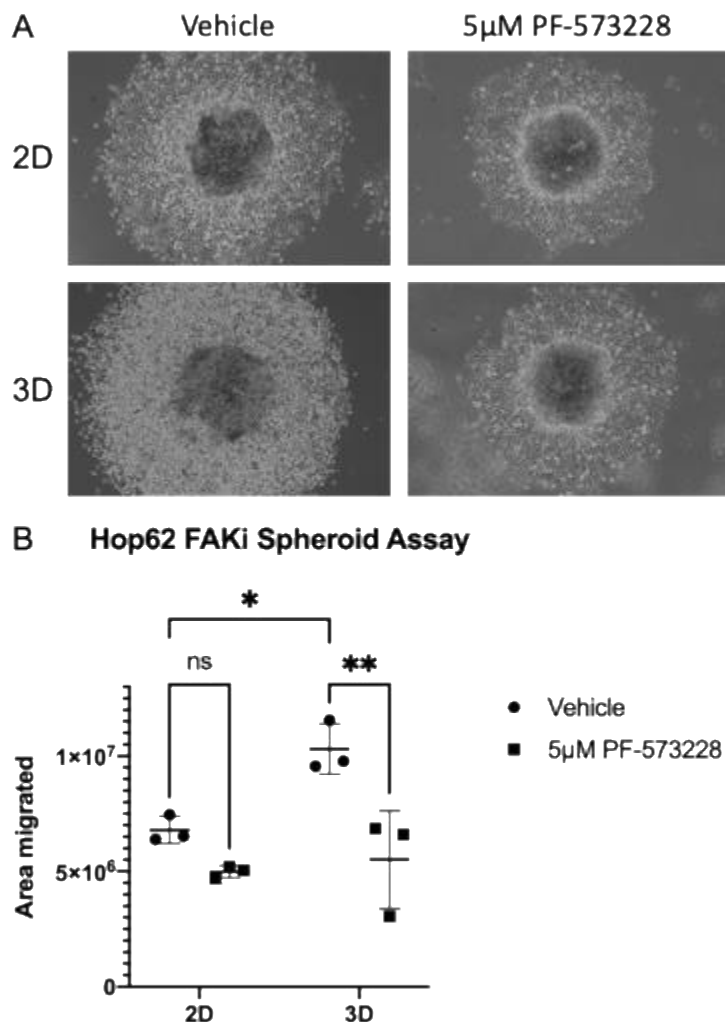 A Vehicle 5μM PF-573228
2D
3D
B Hop62 FAKi Spheroid Assay
*
ns **
Vehicle
5μM PF-573228
1×10⁷
5×10⁶
0
Area migrated
2D 3D